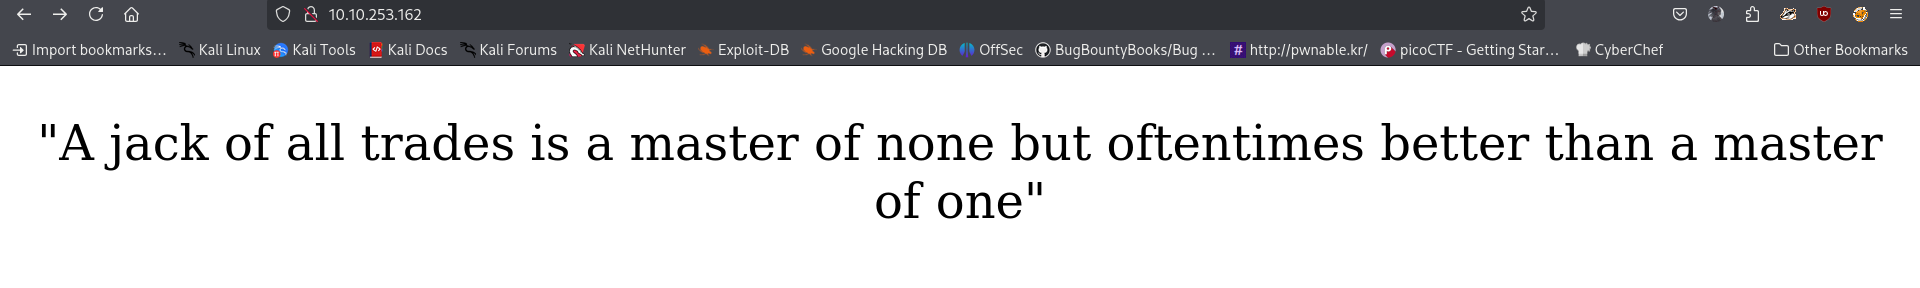 10.10.253.162
Import bookmarks… Kali Linux Kali Tools Kali Docs Kali Forums Kali NetHunter Exploit-DB Google Hacking DB OffSec BugBountyBooks/Bug … # http://pwnable.kr/ picoCTF - Getting Star… CyberChef Other Bookmarks
"A jack of all trades is a master of none but oftentimes better than a master
of one"